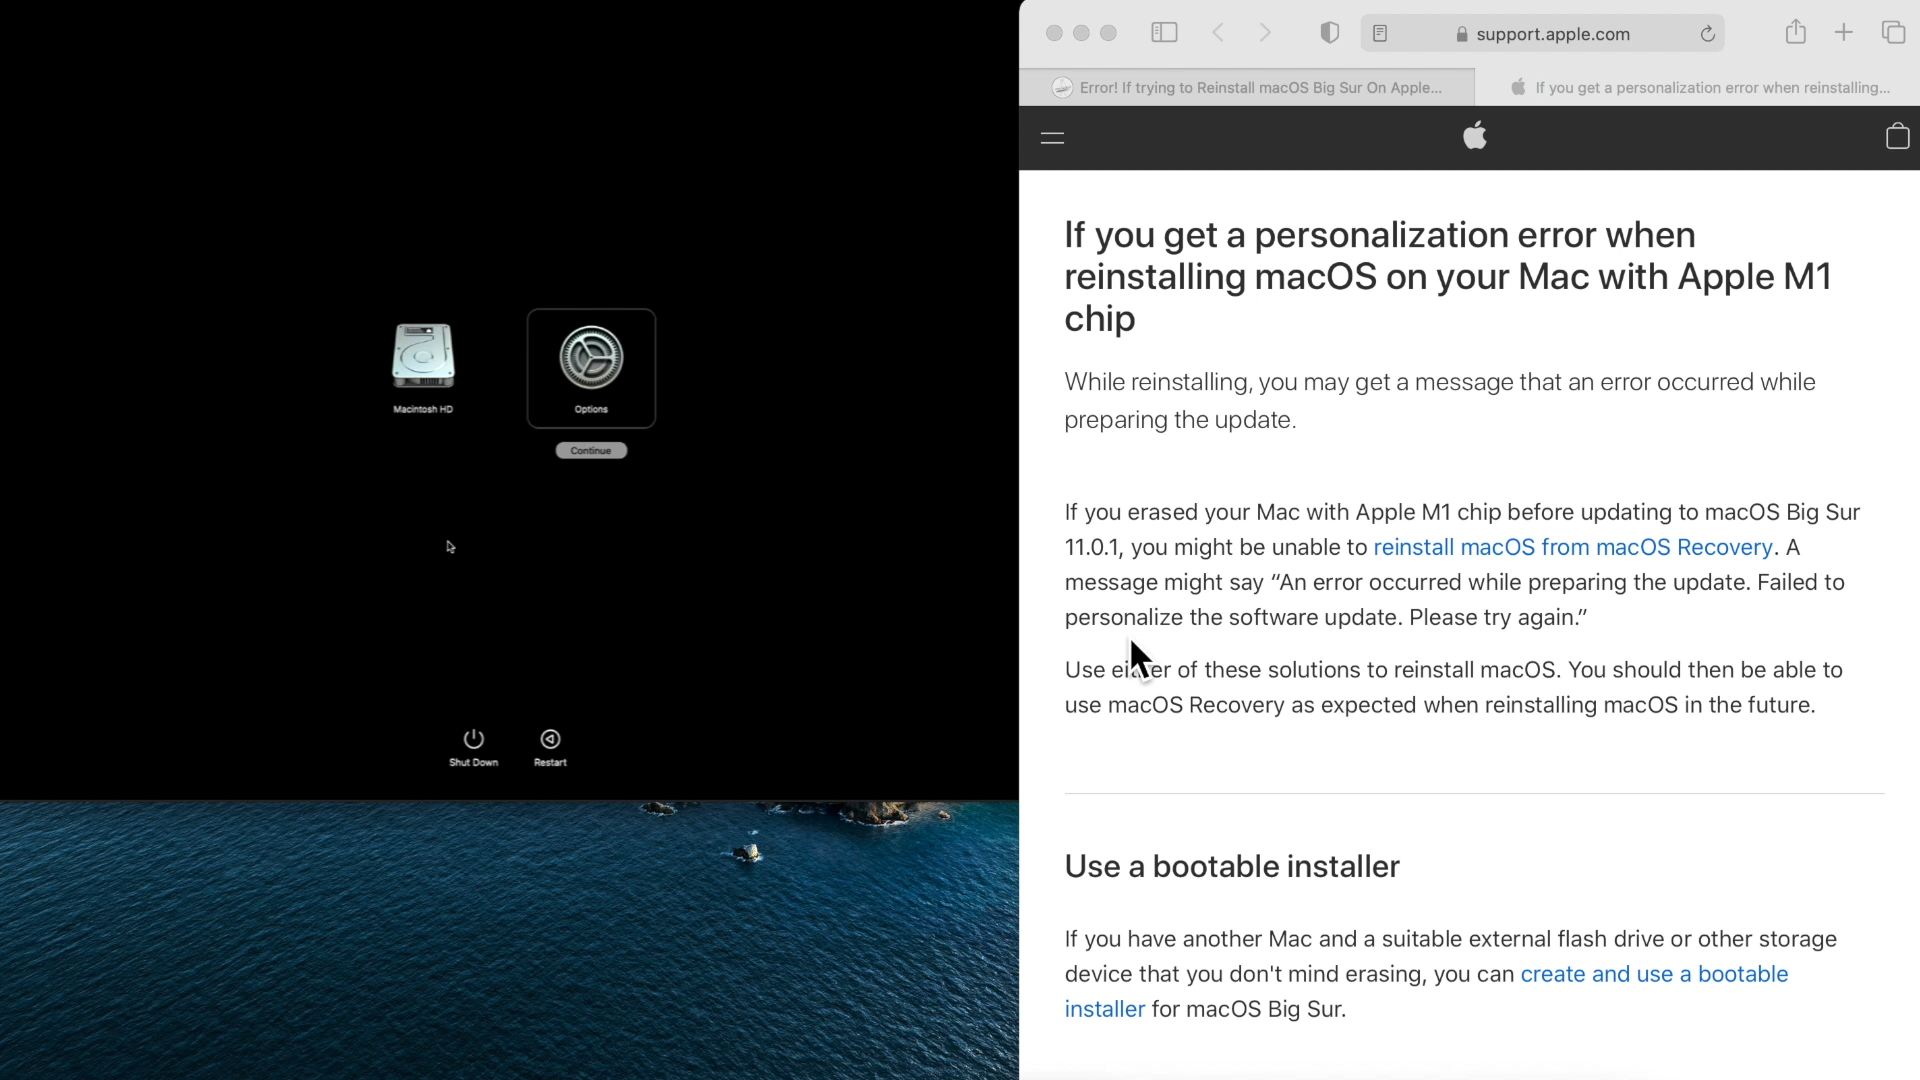 Macintosh HD
Options
Continue
Shut Down
Restart
support.apple.com
Error! If trying to Reinstall macOS Big Sur On Apple...
If you get a personalization error when reinstalling...
If you get a personalization error when
reinstalling macOS on your Mac with Apple M1
chip
While reinstalling, you may get a message that an error occurred while
preparing the update.
If you erased your Mac with Apple M1 chip before updating to macOS Big Sur
11.0.1, you might be unable to reinstall macOS from macOS Recovery. A
message might say “An error occurred while preparing the update. Failed to
personalize the software update. Please try again.”
Use either of these solutions to reinstall macOS. You should then be able to
use macOS Recovery as expected when reinstalling macOS in the future.
Use a bootable installer
If you have another Mac and a suitable external flash drive or other storage
device that you don't mind erasing, you can create and use a bootable
installer for macOS Big Sur.